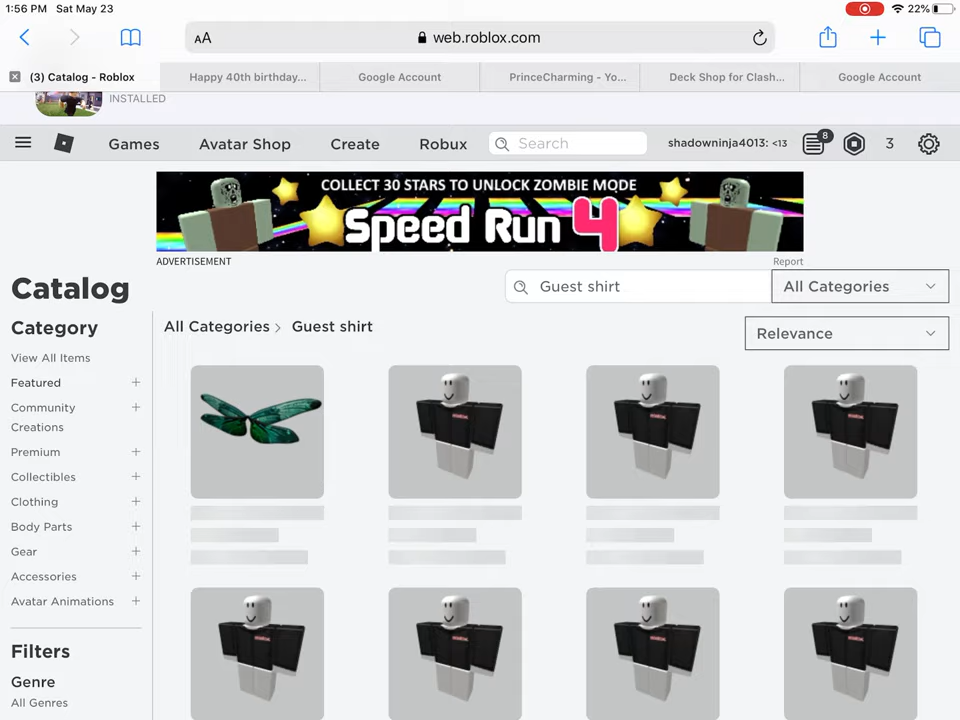 1:56 PM Sat May 23
22%
AA
web.roblox.com
(3) Catalog - Roblox
Happy 40th birthday...
Google Account
PrinceCharming - Yo...
Deck Shop for Clash...
Google Account
INSTALLED
Games
Avatar Shop
Create
Robux
Search
shadowninja4013: <13
8
3
COLLECT 30 STARS TO UNLOCK ZOMBIE MODE
Speed Run 4
ADVERTISEMENT
Report
Catalog
Guest shirt
All Categories
Category
All Categories > Guest shirt
Relevance
View All Items
Featured +
Community Creations +
Premium +
Collectibles +
Clothing +
Body Parts +
Gear +
Accessories +
Avatar Animations +
Filters
Genre
All Genres